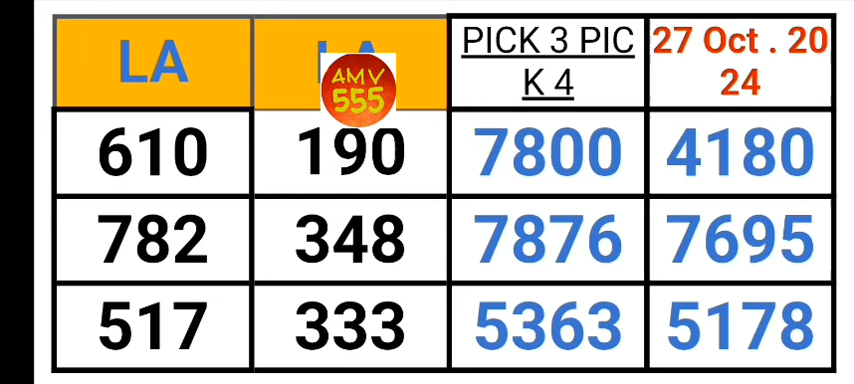 LA LA PICK 3 PIC 27 Oct . 20
K 4 24
AMV
555
610 190 7800 4180
782 348 7876 7695
517 333 5363 5178